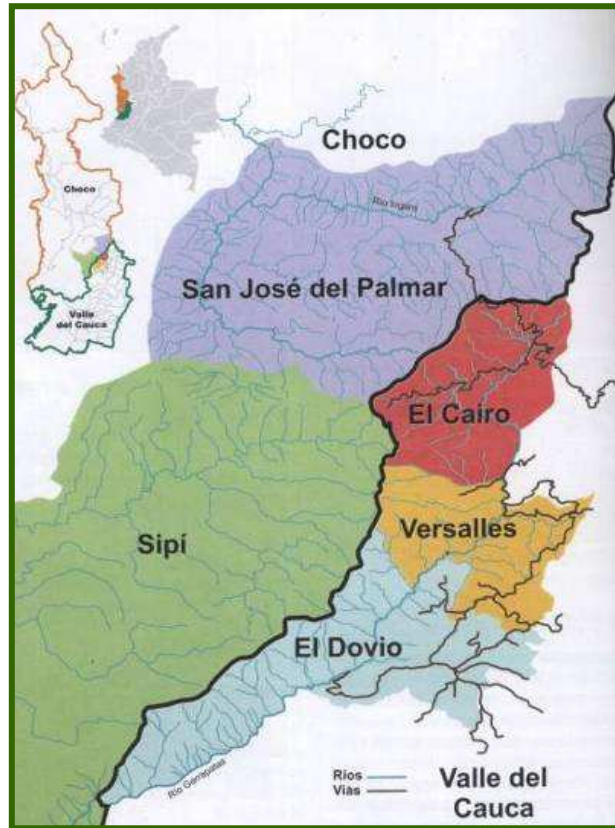 Choco
Choco
Río Ingará
San José del Palmar
Valle
del Cauca
El Cairo
Versalles
Sipí
El Dovio
Río Garrapatas
Ríos
Vías
Valle del
Cauca